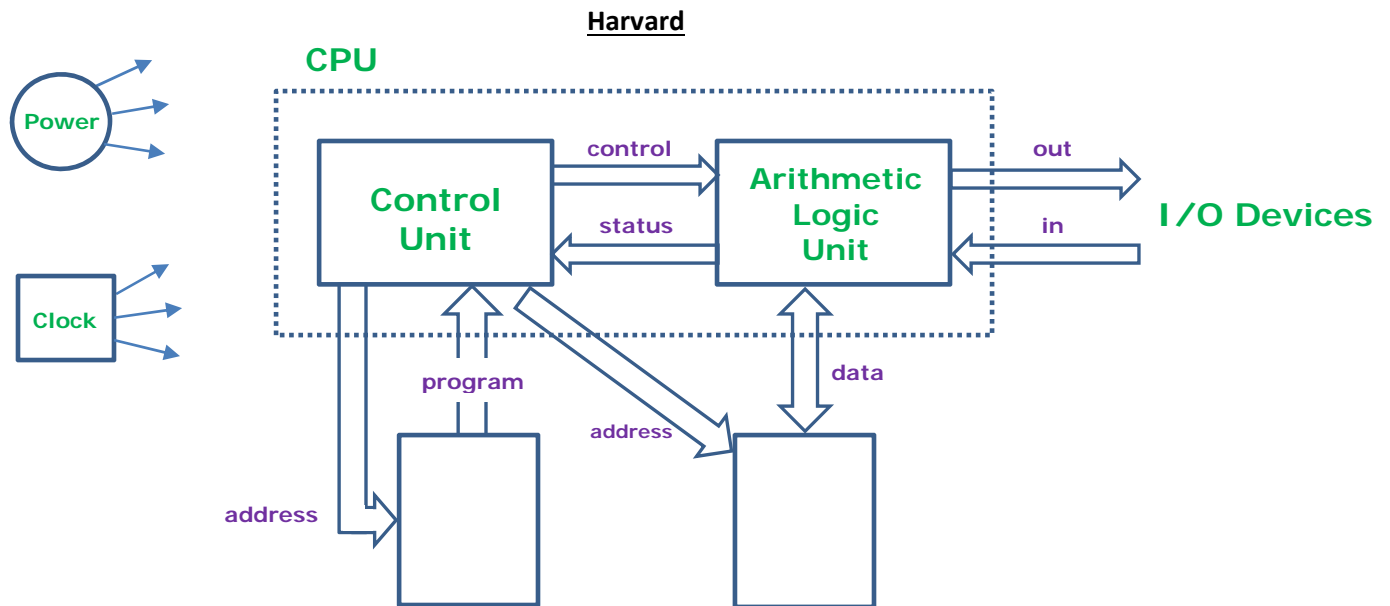 Harvard
CPU
Power
control
out
Arithmetic
Logic
Unit
Control
Unit
I/O Devices
status
in
Clock
program
data
address
address